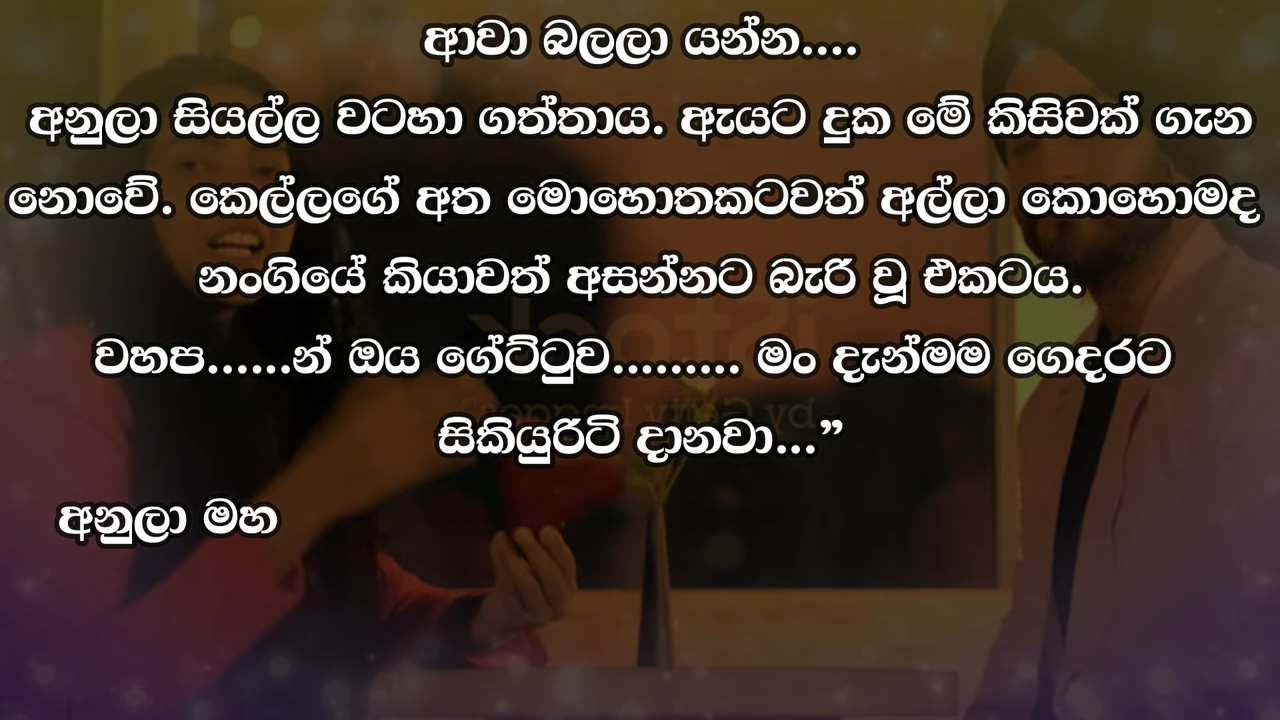 ආවා බලලා යන්න....
අනුලා සියල්ල වටහා ගත්තාය. ඇයට දුක මේ කිසිවක් ගැන
නොවේ. කෙල්ලගේ අත මොහොතකටවත් අල්ලා කොහොමද
නංගියේ කියාවත් අසන්නට බැරි වූ එකටය.
වහප......න් ඔය ගේට්ටුව......... මං දැන්මම ගෙදරට
සිකියුරිටි දානවා...”
අනුලා මහ